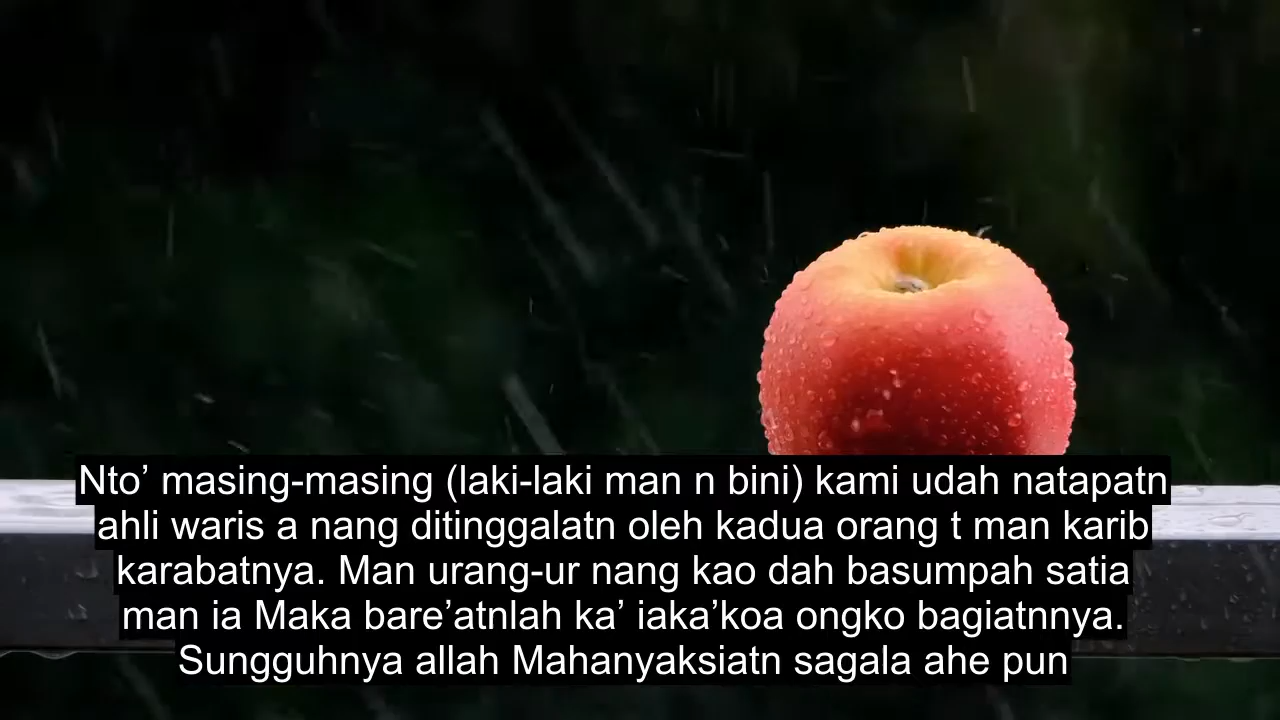 Nto’ masing-masing (laki-laki man n bini) kami udah natapatn
ahli waris a nang ditinggalatn oleh kadua orang t man karib
karabatnya. Man urang-ur nang kao dah basumpah satia
man ia Maka bare’atnlah ka’ iaka’koa ongko bagiatnnya.
Sungguhnya allah Mahanyaksiatn sagala ahe pun